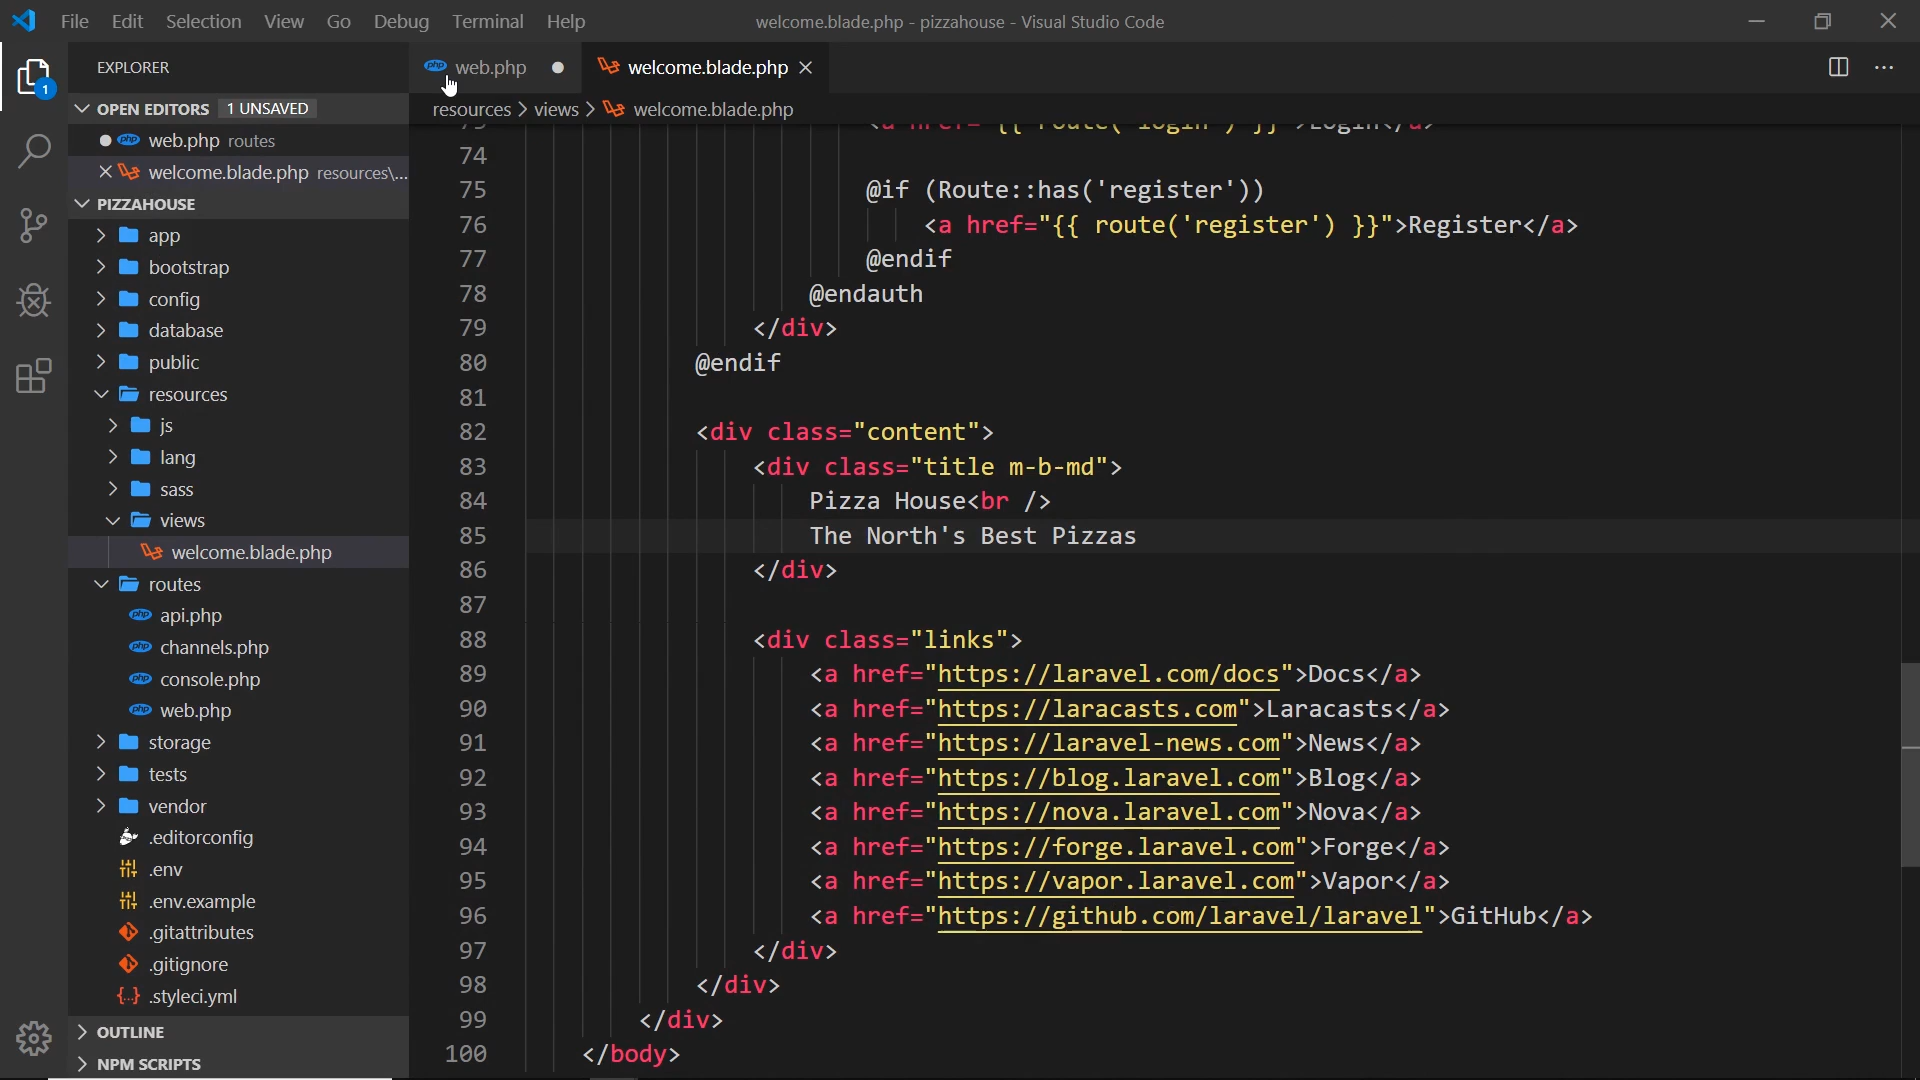 File Edit Selection View Go Debug Terminal Help
welcome.blade.php - pizzahouse - Visual Studio Code
EXPLORER
OPEN EDITORS 1 UNSAVED
web.php routes
welcome.blade.php resources\...
PIZZAHOUSE
app
bootstrap
config
database
public
resources
js
lang
sass
views
welcome.blade.php
routes
api.php
channels.php
console.php
web.php
storage
tests
vendor
.editorconfig
.env
.env.example
.gitattributes
.gitignore
.styleci.yml
OUTLINE
NPM SCRIPTS
1
web.php
welcome.blade.php
resources > views > welcome.blade.php
73 <a href="{{ route('login') }}">Login</a>
74
75 @if (Route::has('register'))
76 <a href="{{ route('register') }}">Register</a>
77 @endif
78 @endauth
79 </div>
80 @endif
81
82 <div class="content">
83 <div class="title m-b-md">
84 Pizza House<br />
85 The North's Best Pizzas
86 </div>
87
88 <div class="links">
89 <a href="https://laravel.com/docs">Docs</a>
90 <a href="https://laracasts.com">Laracasts</a>
91 <a href="https://laravel-news.com">News</a>
92 <a href="https://blog.laravel.com">Blog</a>
93 <a href="https://nova.laravel.com">Nova</a>
94 <a href="https://forge.laravel.com">Forge</a>
95 <a href="https://vapor.laravel.com">Vapor</a>
96 <a href="https://github.com/laravel/laravel">GitHub</a>
97 </div>
98 </div>
99 </div>
100 </body>